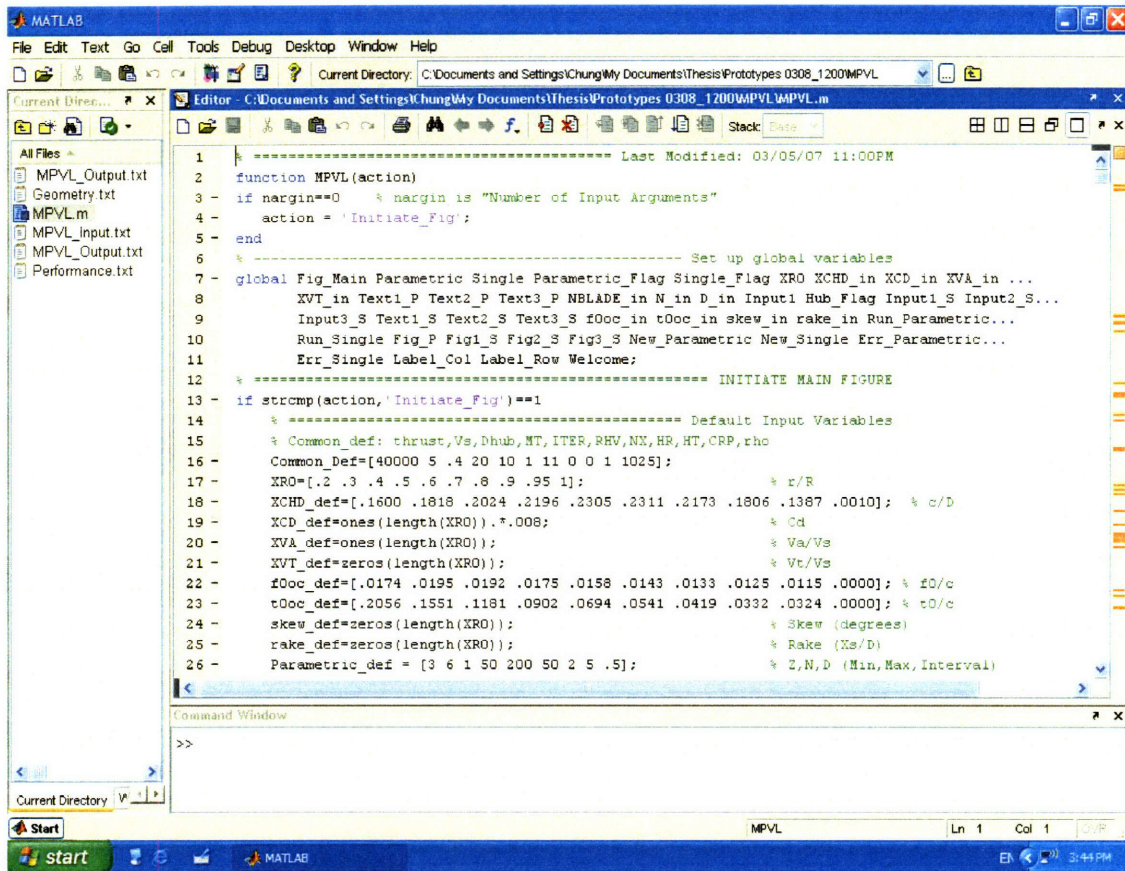 MATLAB
File Edit Text Go Cell Tools Debug Desktop Window Help
Current Directory: C:\Documents and Settings\Chung\My Documents\Thesis\Prototypes 0308_1200\MPVL
Current Direc...
Editor - C:\Documents and Settings\Chung\My Documents\Thesis\Prototypes 0308_1200\MPVL\MPVL.m
Stack: Base
All Files
MPVL_Output.txt
Geometry.txt
MPVL.m
MPVL_Input.txt
MPVL_Output.txt
Performance.txt
1 % ========================================= Last Modified: 03/05/07 11:00PM
2 function MPVL(action)
3 - if nargin==0 % nargin is "Number of Input Arguments"
4 - action = 'Initiate_Fig';
5 - end
6 % ------------------------------------------------- Set up global variables
7 - global Fig_Main Parametric Single Parametric_Flag Single_Flag XR0 XCHD_in XCD_in XVA_in ...
8 XVT_in Text1_P Text2_P Text3_P NBLADE_in N_in D_in Input1 Hub_Flag Input1_S Input2_S...
9 Input3_S Text1_S Text2_S Text3_S f0oc_in t0oc_in skew_in rake_in Run_Parametric...
10 Run_Single Fig_P Fig1_S Fig2_S Fig3_S New_Parametric New_Single Err_Parametric...
11 Err_Single Label_Col Label_Row Welcome;
12 % ==================================================== INITIATE MAIN FIGURE
13 - if strcmp(action,'Initiate_Fig')==1
14 % ============================================= Default Input Variables
15 % Common_def: thrust,Vs,Dhub,MT,ITER,RHV,NX,HR,HT,CRP,rho
16 - Common_Def=[40000 5 .4 20 10 1 11 0 0 1 1025];
17 - XR0=[.2 .3 .4 .5 .6 .7 .8 .9 .95 1]; % r/R
18 - XCHD_def=[.1600 .1818 .2024 .2196 .2305 .2311 .2173 .1806 .1387 .0010]; % c/D
19 - XCD_def=ones(length(XR0)).*.008; % Cd
20 - XVA_def=ones(length(XR0)); % Va/Vs
21 - XVT_def=zeros(length(XR0)); % Vt/Vs
22 - f0oc_def=[.0174 .0195 .0192 .0175 .0158 .0143 .0133 .0125 .0115 .0000]; % f0/c
23 - t0oc_def=[.2056 .1551 .1181 .0902 .0694 .0541 .0419 .0332 .0324 .0000]; % t0/c
24 - skew_def=zeros(length(XR0)); % Skew (degrees)
25 - rake_def=zeros(length(XR0)); % Rake (Xs/D)
26 - Parametric_def = [3 6 1 50 200 50 2 5 .5]; % Z,N,D (Min,Max,Interval)
Command Window
>>
Current Directory W
Start
MPVL
Ln 1 Col 1 OVR
start
MATLAB
EN 3:44 PM